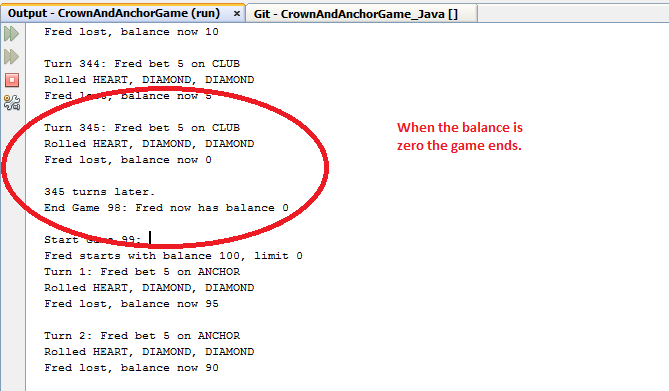 Output - CrownAndAnchorGame (run) ×
Git - CrownAndAnchorGame_Java []
Fred lost, balance now 10
Turn 344: Fred bet 5 on CLUB
Rolled HEART, DIAMOND, DIAMOND
Fred lost, balance now 5
Turn 345: Fred bet 5 on CLUB
Rolled HEART, DIAMOND, DIAMOND
Fred lost, balance now 0
When the balance is
zero the game ends.
345 turns later.
End Game 98: Fred now has balance 0
Start Game 99:
Fred starts with balance 100, limit 0
Turn 1: Fred bet 5 on ANCHOR
Rolled HEART, DIAMOND, DIAMOND
Fred lost, balance now 95
Turn 2: Fred bet 5 on ANCHOR
Rolled HEART, DIAMOND, DIAMOND
Fred lost, balance now 90